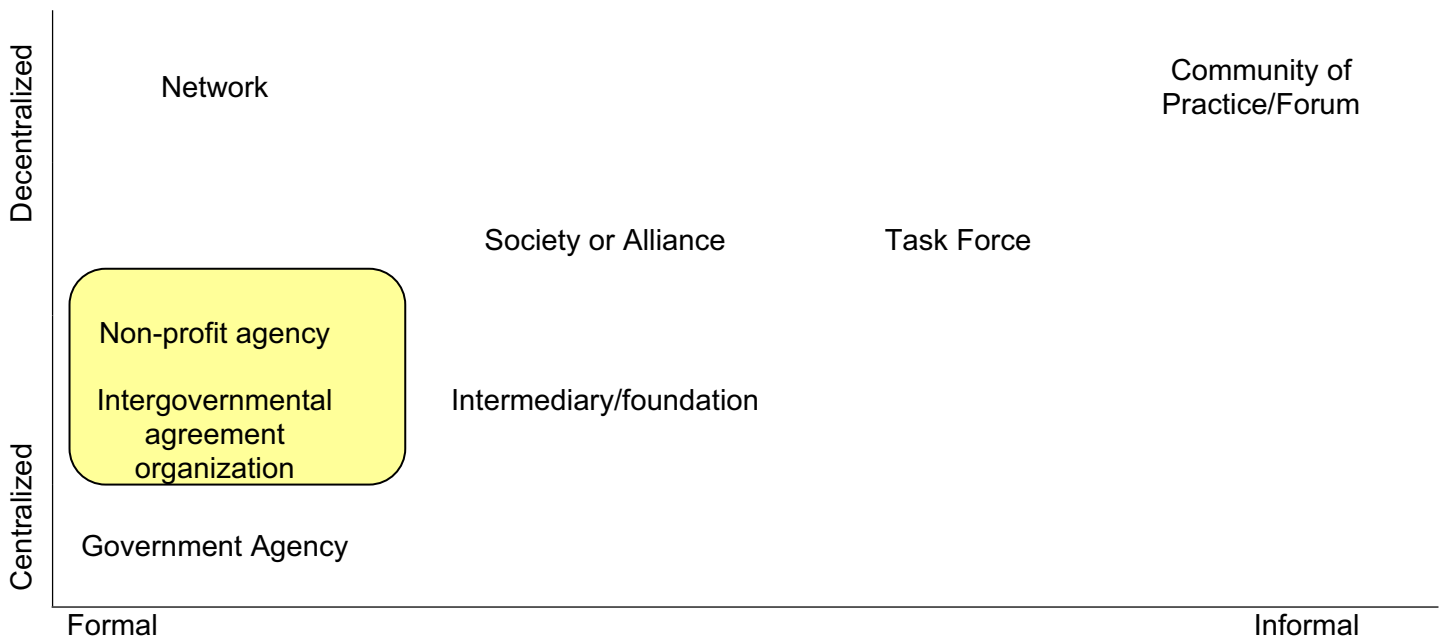 Decentralized
Network
Community of
Practice/Forum
Society or Alliance
Task Force
Non-profit agency
Intergovernmental
agreement
organization
Intermediary/foundation
Centralized
Government Agency
Formal
Informal